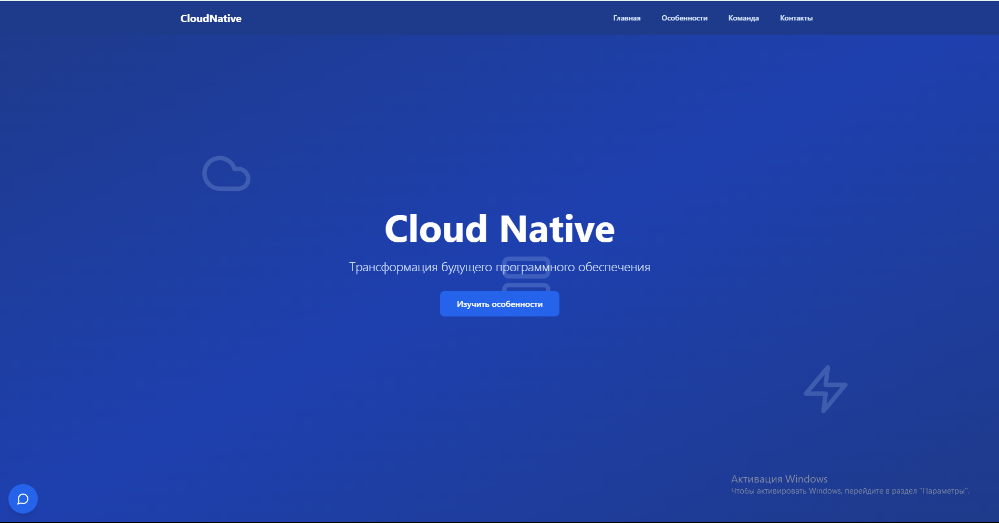 CloudNative
Главная Особенности Команда Контакты
Cloud Native
Трансформация будущего программного обеспечения
Изучить особенности
Активация Windows
Чтобы активировать Windows, перейдите в раздел "Параметры".